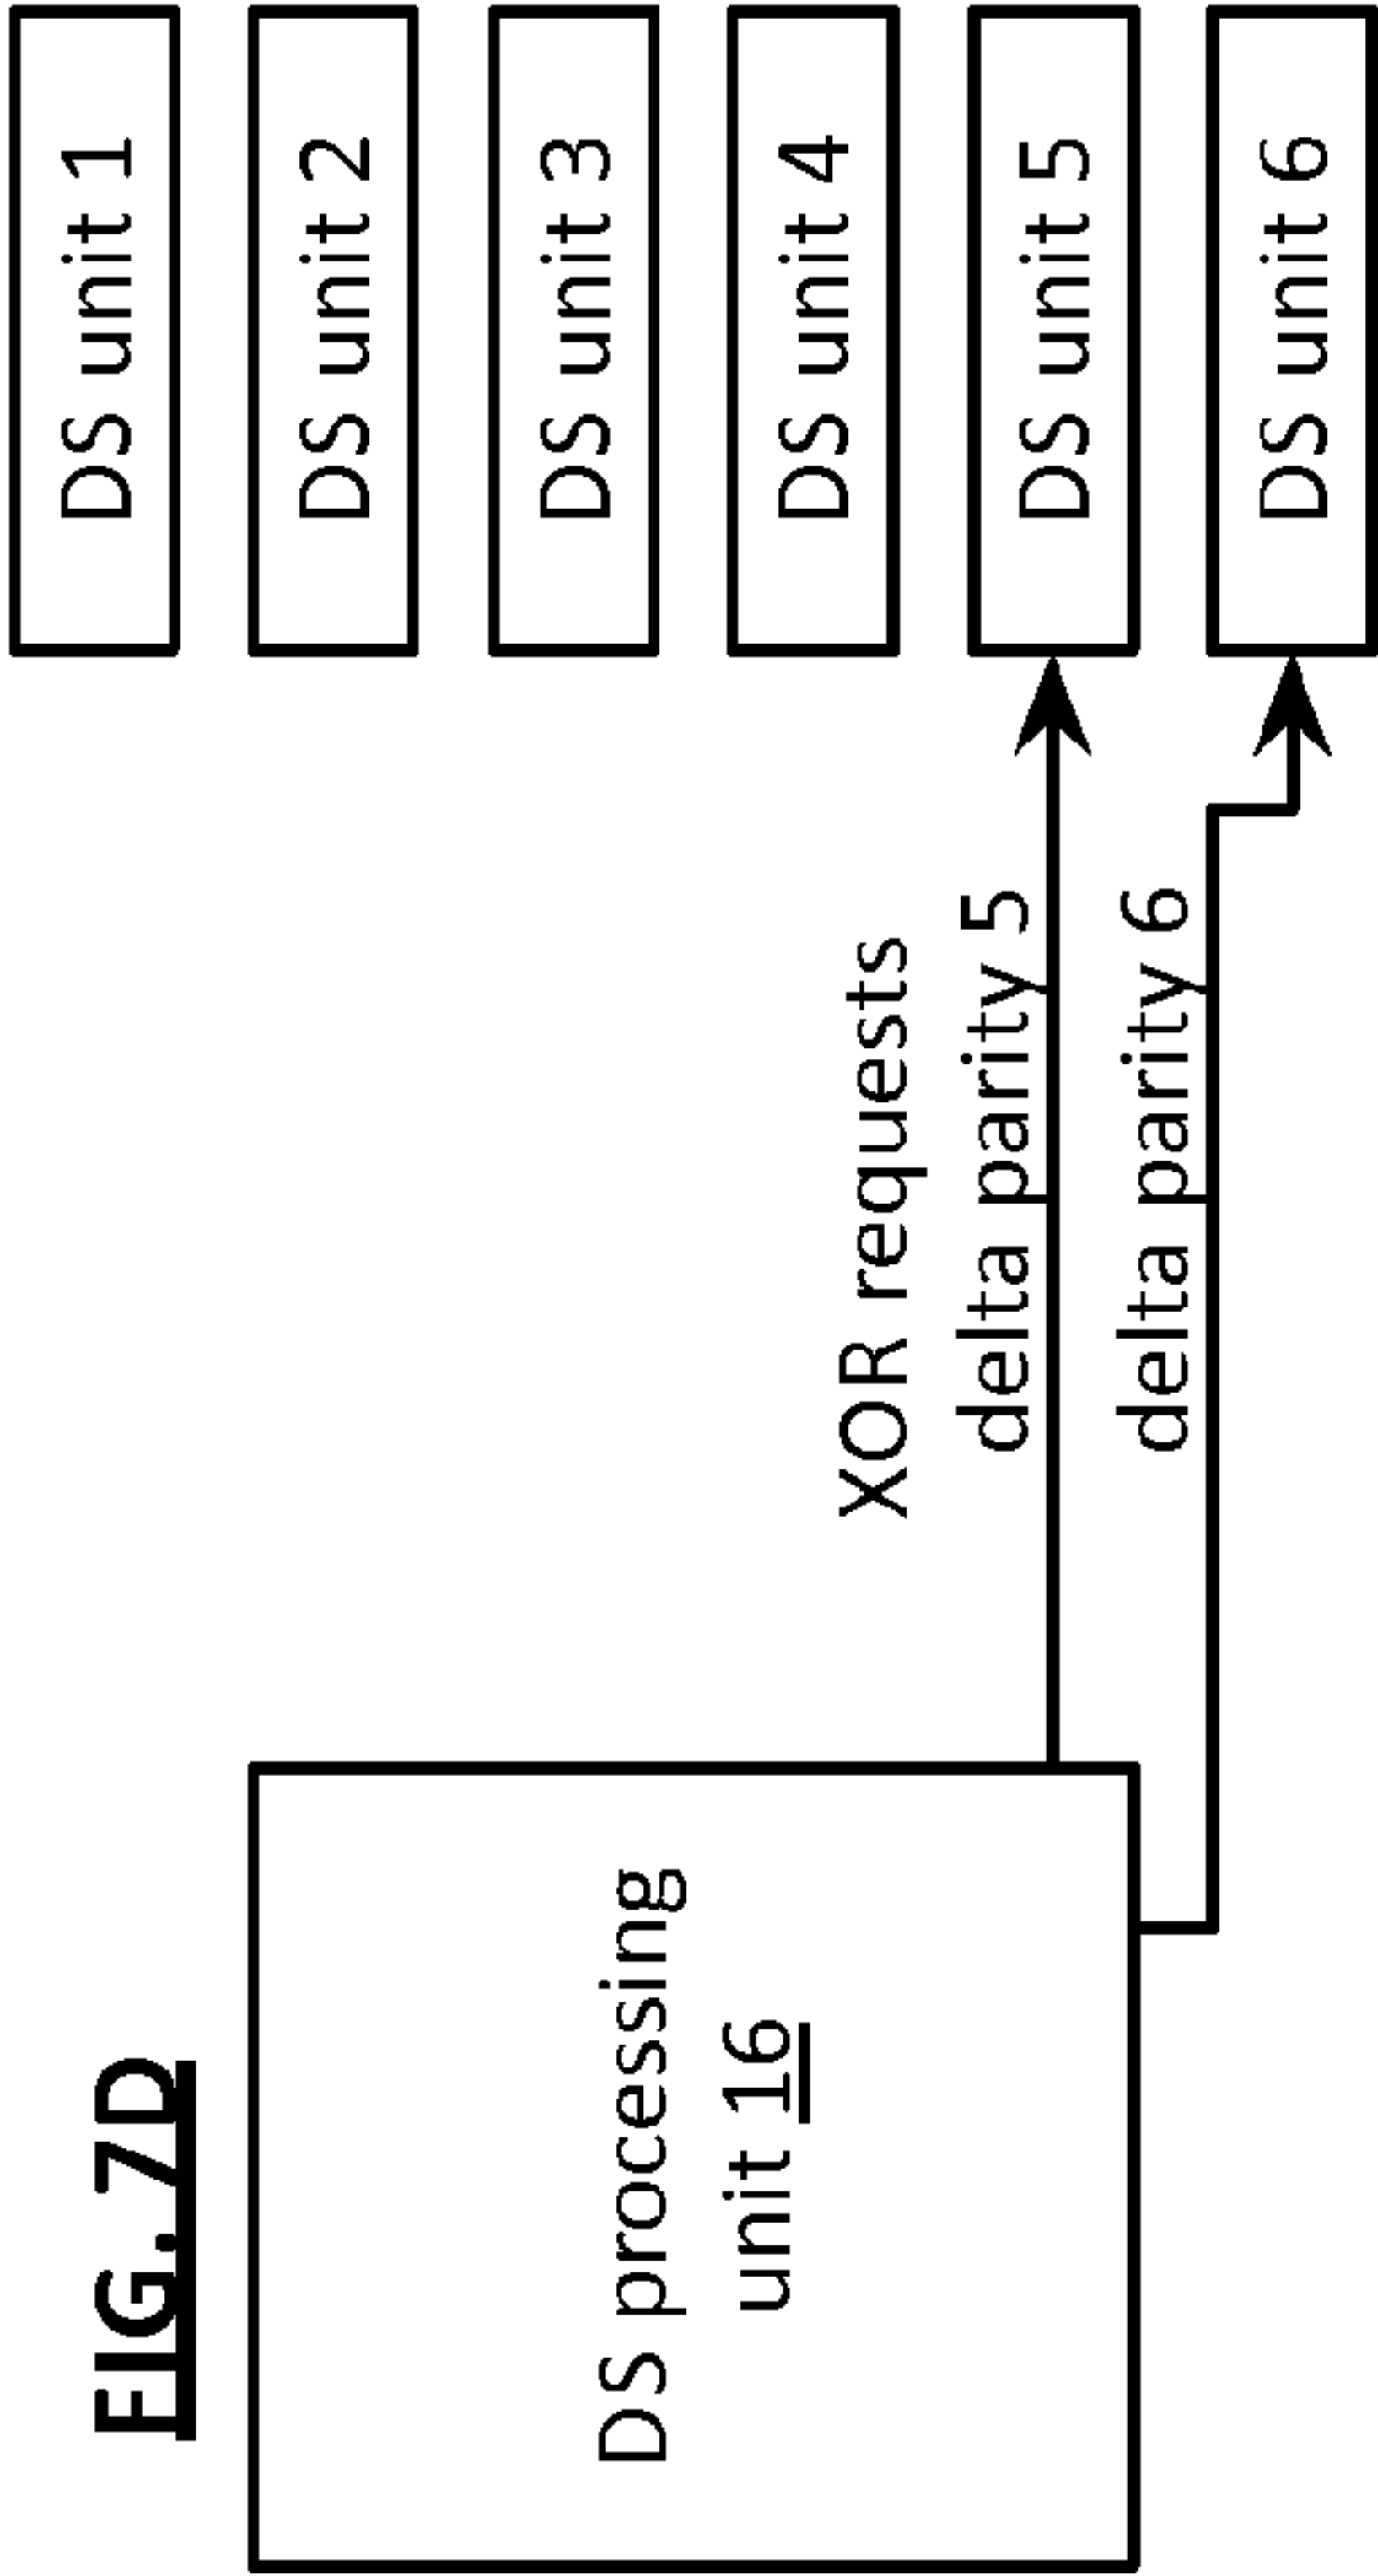 FIG. 7D
DS processing
unit 16
XOR requests
delta parity 5
delta parity 6
DS unit 1
DS unit 2
DS unit 3
DS unit 4
DS unit 5
DS unit 6